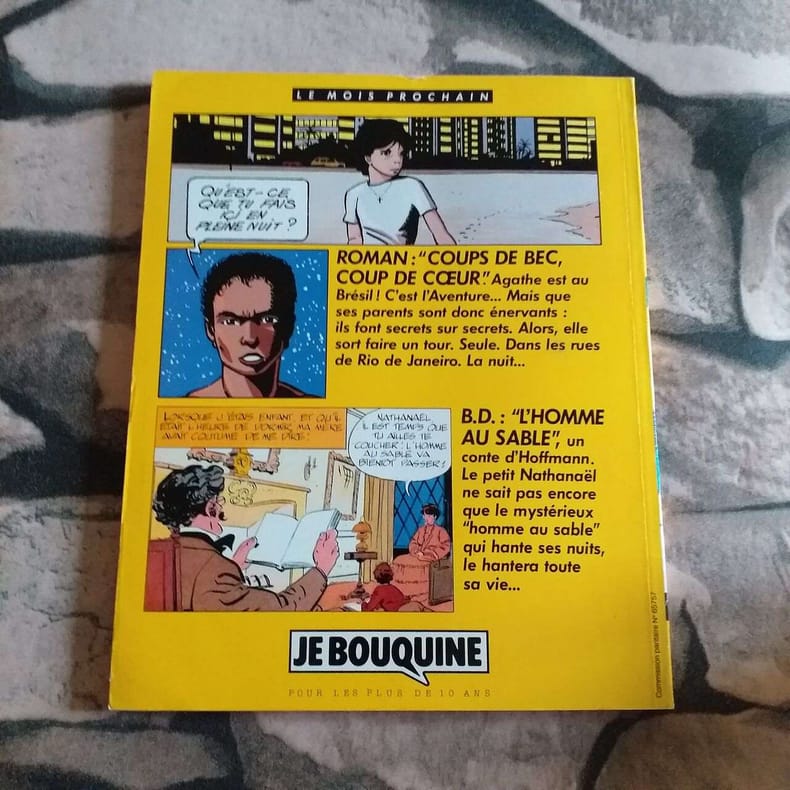 LE MOIS PROCHAIN
QU'EST-CE
QUE TU FAIS
ICI EN
PLEINE NUIT ?
ROMAN : "COUPS DE BEC,
COUP DE CŒUR". Agathe est au
Brésil ! C'est l'Aventure... Mais que
ses parents sont donc énervants :
ils font secrets sur secrets. Alors, elle
sort faire un tour. Seule. Dans les rues
de Rio de Janeiro. La nuit...
LORSQUE J'ÉTAIS ENFANT, ET QU'IL
ÉTAIT L'HEURE DE DORMIR, MA MÈRE
AVAIT COUTUME DE ME DIRE :
NATHANAËL
IL EST TEMPS QUE
TU AILLES TE
COUCHER ! L'HOMME
AU SABLE VA
BIENTÔT PASSER !
B.D. : "L'HOMME
AU SABLE", un
conte d'Hoffmann.
Le petit Nathanaël
ne sait pas encore
que le mystérieux
"homme au sable"
qui hante ses nuits,
le hantera toute
sa vie...
JE BOUQUINE
POUR LES PLUS DE 10 ANS
Commission paritaire N° 65757